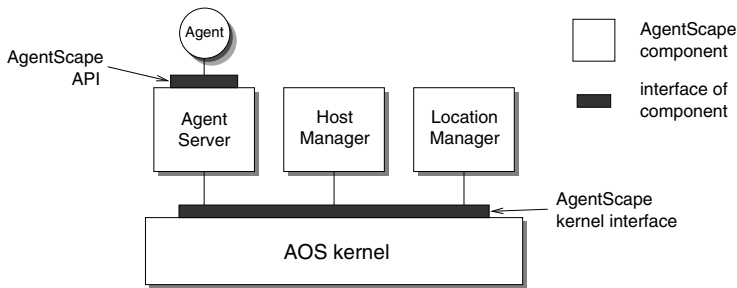 Agent
AgentScape
API
Agent
Server
Host
Manager
Location
Manager
AgentScape
component
interface of
component
AgentScape
kernel interface
AOS kernel